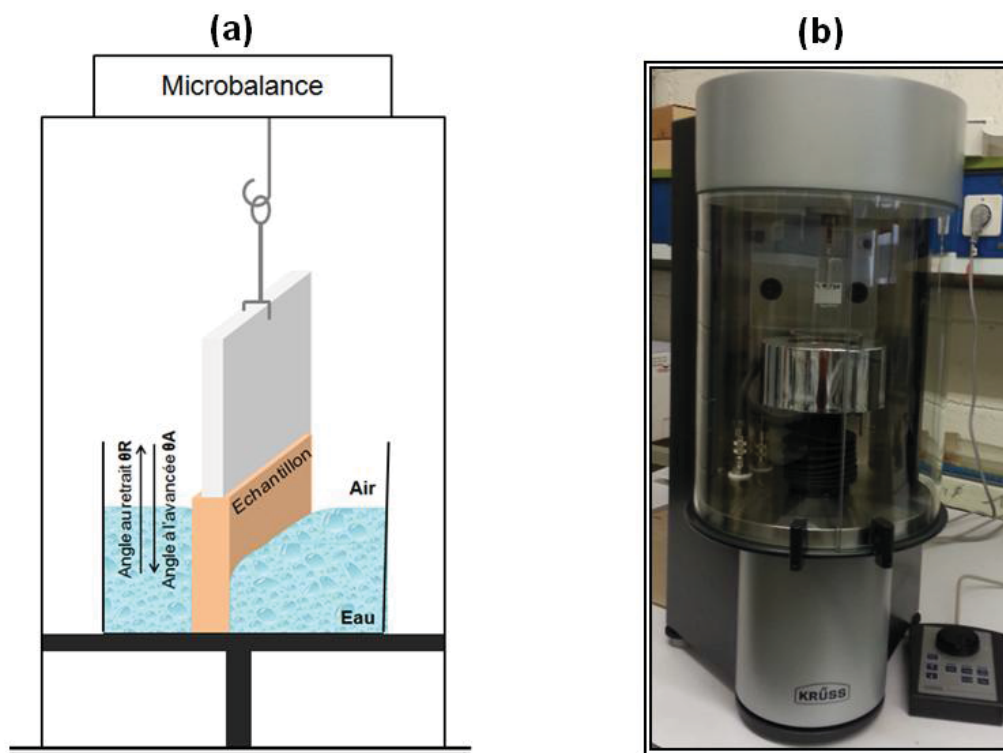 (a)
(b)
Microbalance
Angle au retrait θR
Angle à l'avancée θA
Echantillon
Air
Eau
KRÜSS